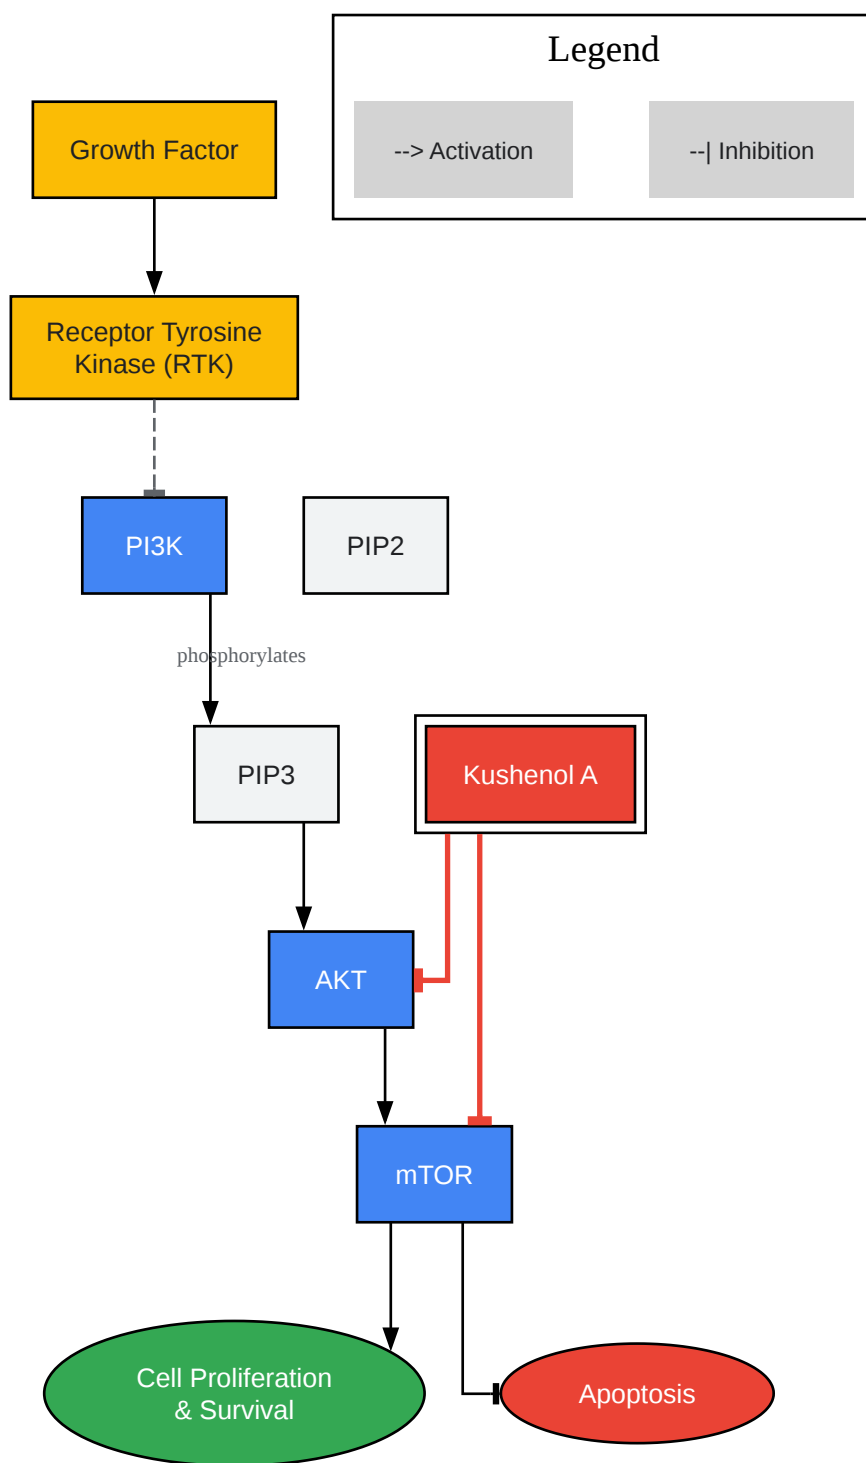 Legend
--> Activation
--| Inhibition
Growth Factor
Receptor Tyrosine
Kinase (RTK)
PI3K
PIP2
phosphorylates
PIP3
Kushenol A
AKT
mTOR
Cell Proliferation
& Survival
Apoptosis